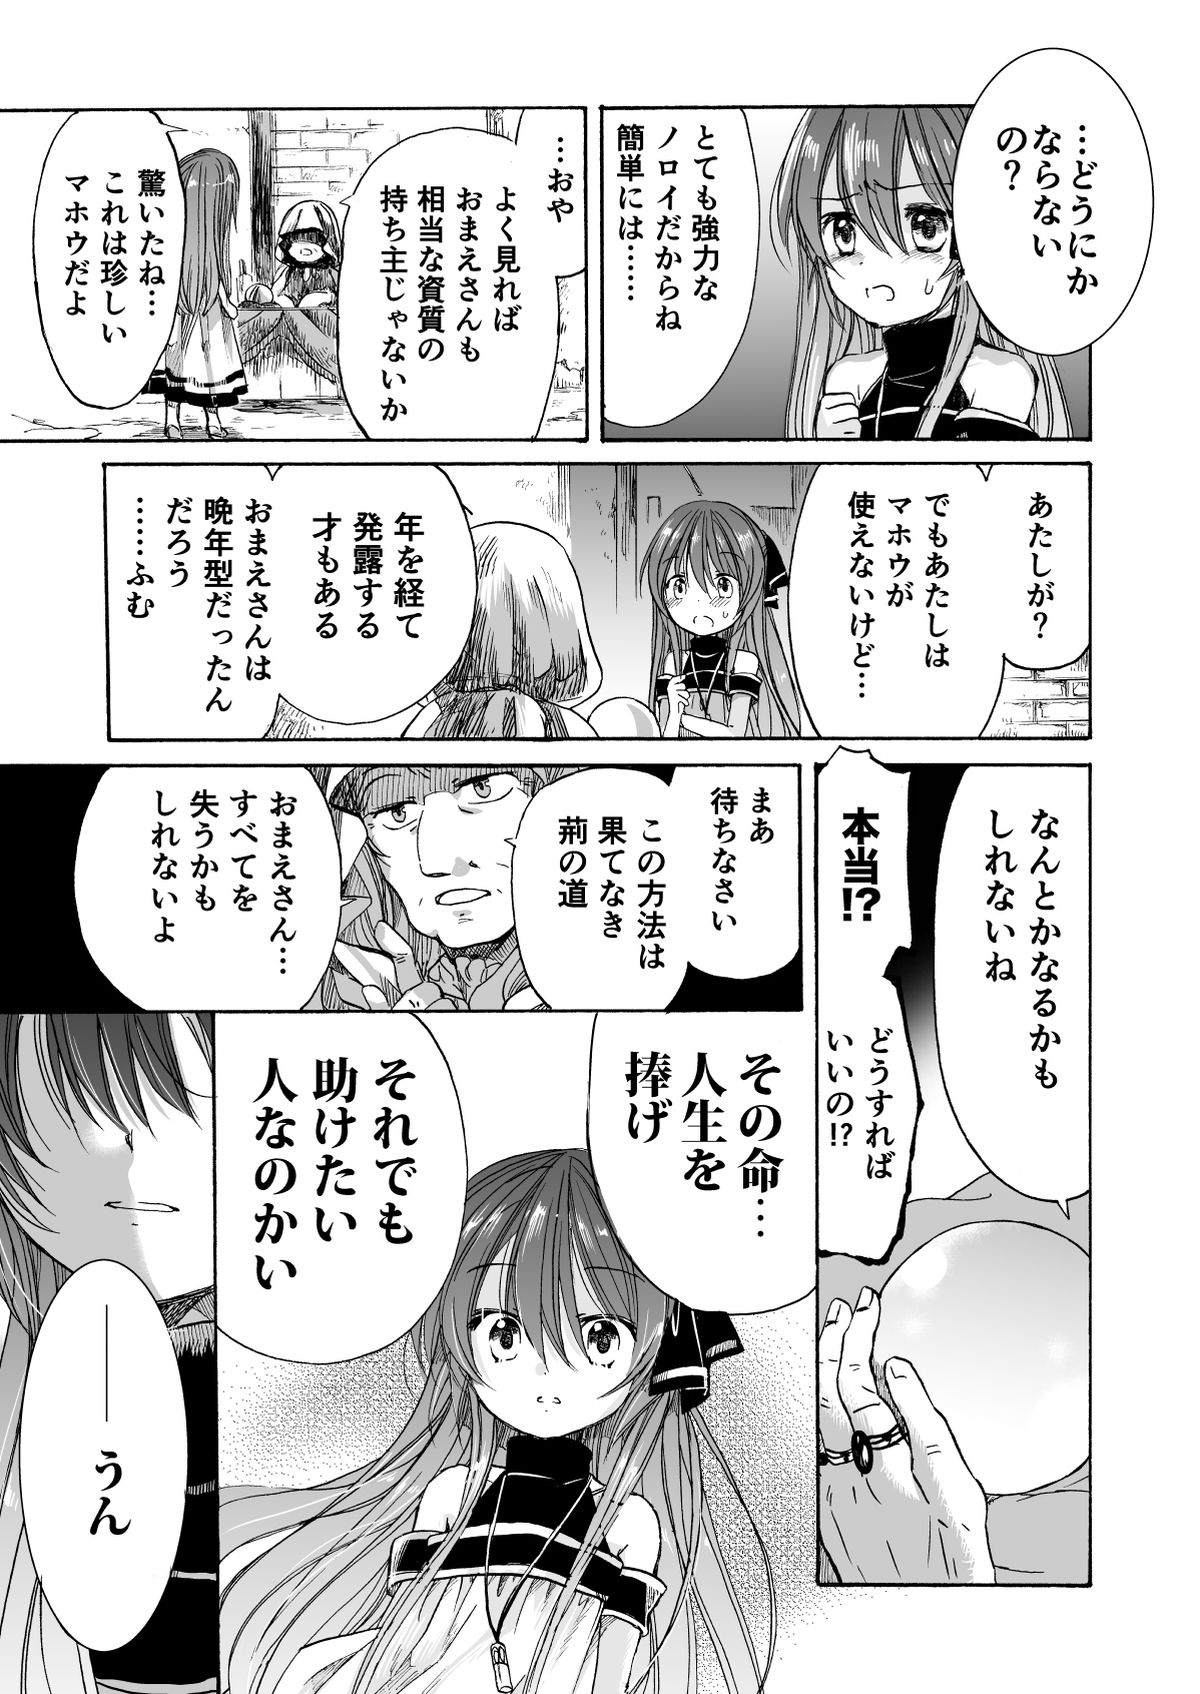 …どうにか
ならない
の？
とても強力な
ノロイだからね
簡単には……
…おや
よく見れば
おまえさんも
相当な資質の
持ち主じゃないか
驚いたね…
これは珍しい
マホウだよ
あたしが？
でもあたしは
マホウが
使えないけど…
年を経て
発露する
才もある
おまえさんは
晩年型だったん
だろう
……ふむ
なんとかなるかも
しれないね
本当!?
どうすれば
いいの!?
まあ
待ちなさい
この方法は
果てなき
荊の道
おまえさん…
すべてを
失うかも
しれないよ
その命…
人生を
捧げ
それでも
助けたい
人なのかい
――うん